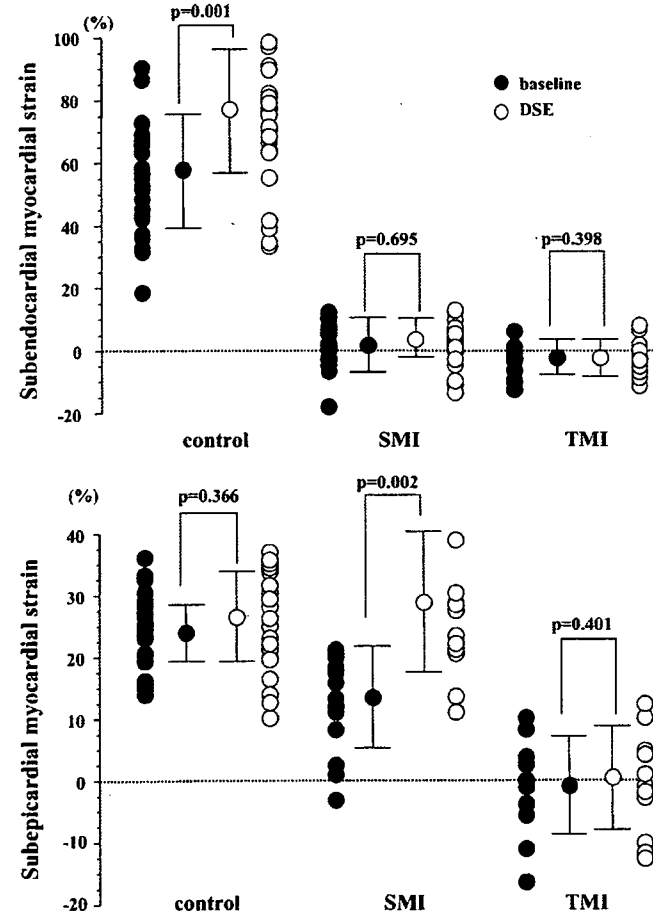 (%)
p=0.001
100
80
60
40
20
0
-20
Subendocardial myocardial strain
baseline
DSE
p=0.695
p=0.398
control
SMI
TMI
(%)
p=0.366
p=0.002
p=0.401
40
30
20
10
0
-10
-20
Subepicardial myocardial strain
control
SMI
TMI